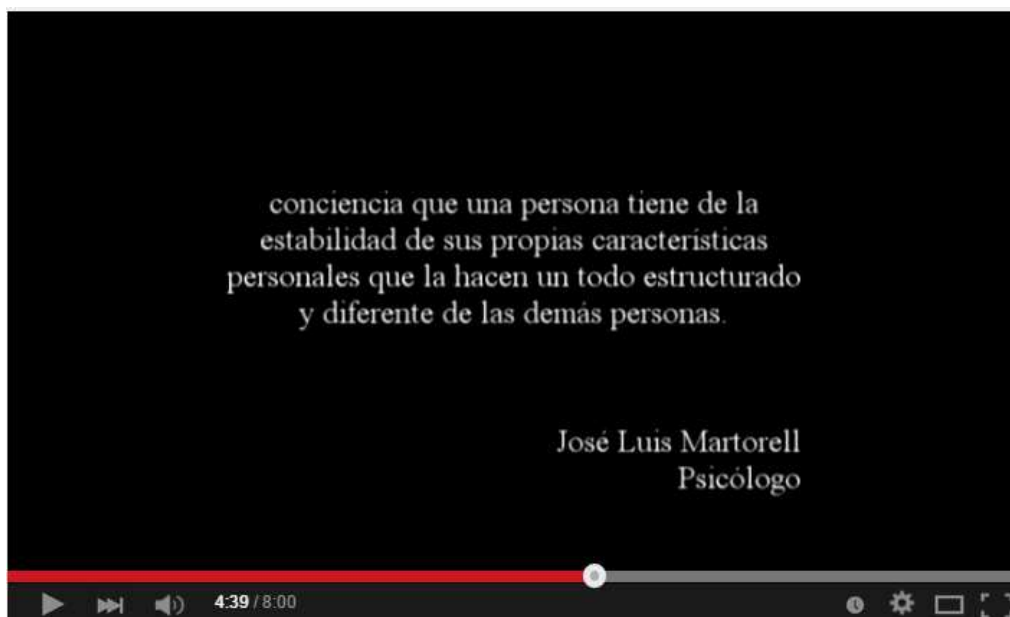 conciencia que una persona tiene de la
estabilidad de sus propias características
personales que la hacen un todo estructurado
y diferente de las demás personas.
José Luis Martorell
Psicólogo
4:39 / 8:00